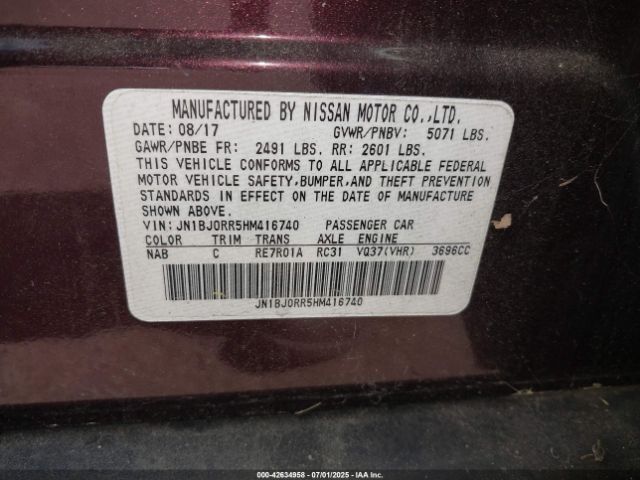 MANUFACTURED BY NISSAN MOTOR CO.,LTD.
DATE: 08/17 GVWR/PNBV: 5071 LBS.
GAWR/PNBE FR: 2491 LBS. RR: 2601 LBS.
THIS VEHICLE CONFORMS TO ALL APPLICABLE FEDERAL
MOTOR VEHICLE SAFETY,BUMPER,AND THEFT PREVENTION
STANDARDS IN EFFECT ON THE DATE OF MANUFACTURE
SHOWN ABOVE.
VIN: JN1BJ0RR5HM416740 PASSENGER CAR
COLOR TRIM TRANS AXLE ENGINE
NAB C RE7R01A RC31 VQ37(VHR) 3696CC
JN1BJ0RR5HM416740
000-42634958 - 07/01/2025 - IAAI.COM